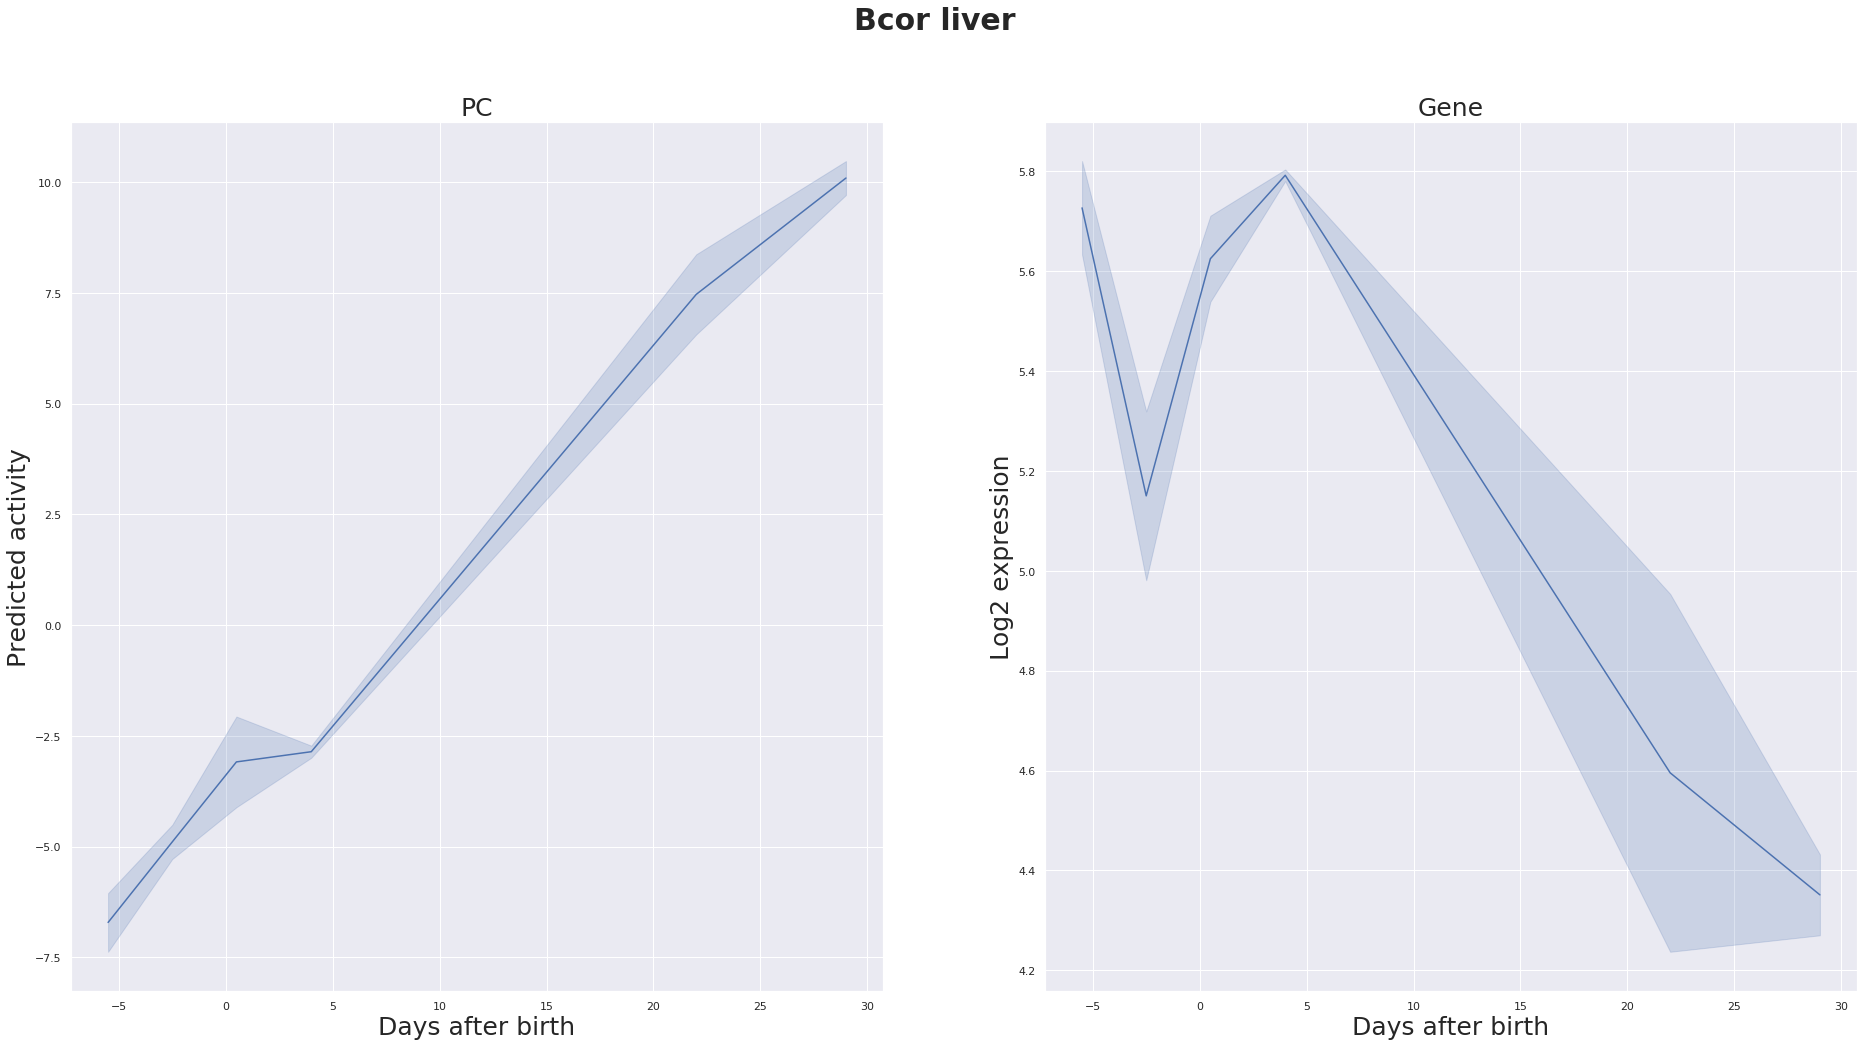 Bcor liver
PC
Predicted activity
10.0
7.5
5.0
2.5
0.0
−2.5
−5.0
−7.5
−5 0 5 10 15 20 25 30
Days after birth
Gene
Log2 expression
5.8
5.6
5.4
5.2
5.0
4.8
4.6
4.4
4.2
−5 0 5 10 15 20 25 30
Days after birth